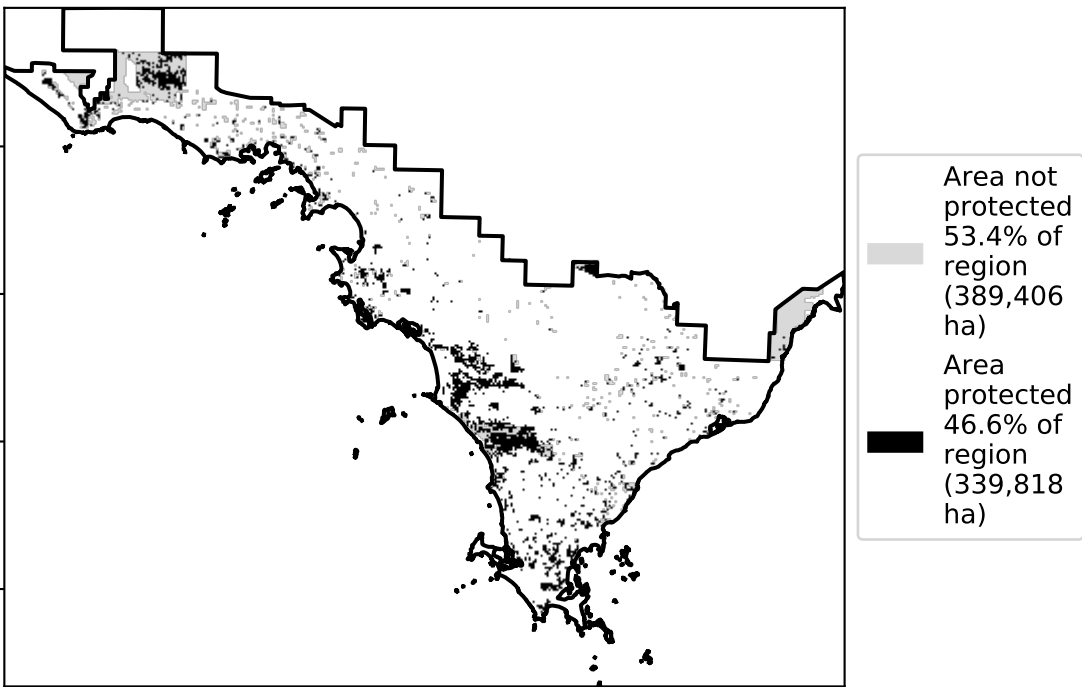 Area not
protected
53.4% of
region
(389,406
ha)
Area
protected
46.6% of
region
(339,818
ha)